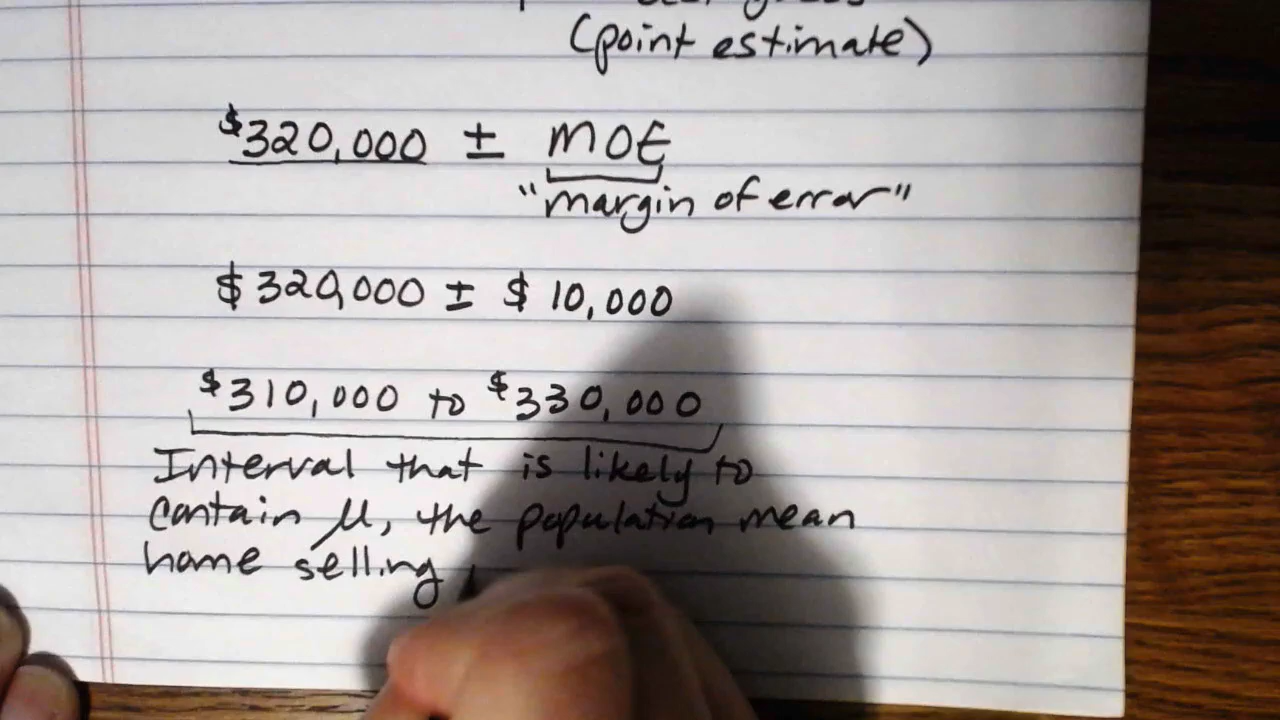 (point estimate)
$320,000 ± MOE
"margin of error"
$320,000 ± $10,000
$310,000 to $330,000
Interval that is likely to
contain μ, the population mean
home selling